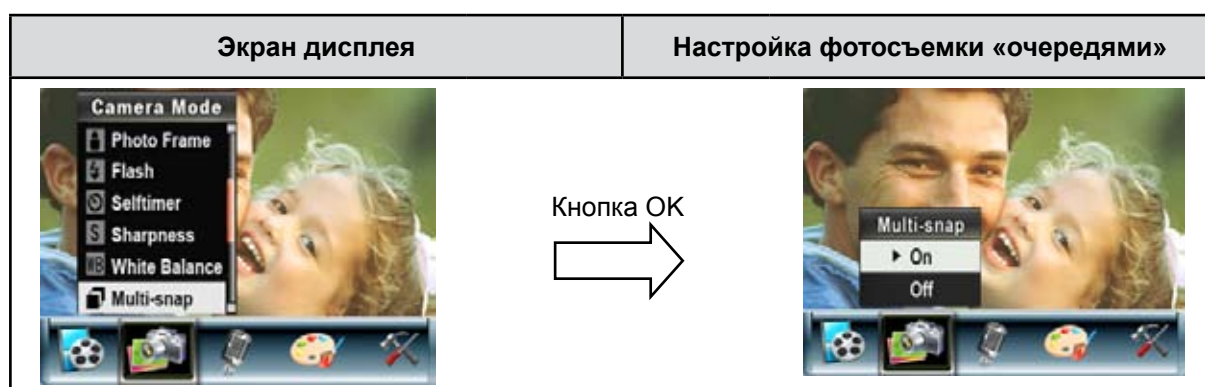 Экран дисплея
Настройка фотосъемки «очередями»
Camera Mode
Photo Frame
Flash
Selftimer
S Sharpness
WB White Balance
Multi-snap
Кнопка OK
Multi-snap
On
Off